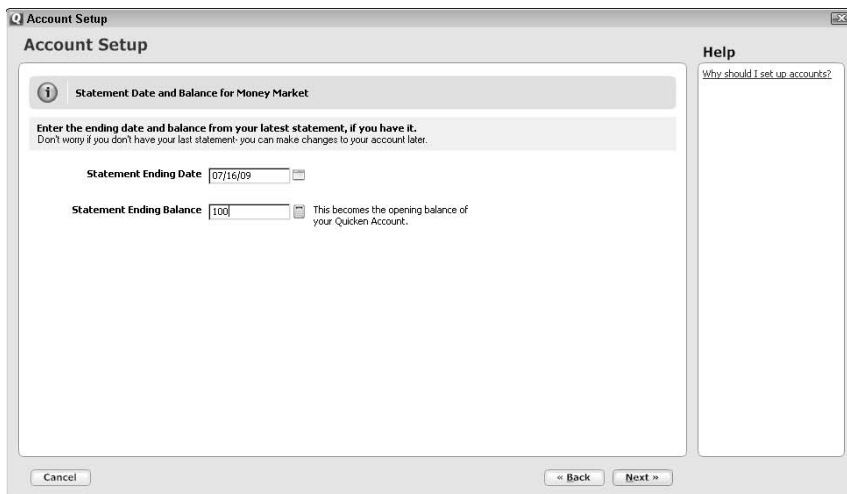 Account Setup
Account Setup
Help
Why should I set up accounts?
Statement Date and Balance for Money Market
Enter the ending date and balance from your latest statement, if you have it.
Don't worry if you don't have your last statement- you can make changes to your account later.
Statement Ending Date 07/16/09
Statement Ending Balance 100 This becomes the opening balance of
your Quicken Account.
Cancel
« Back
Next »